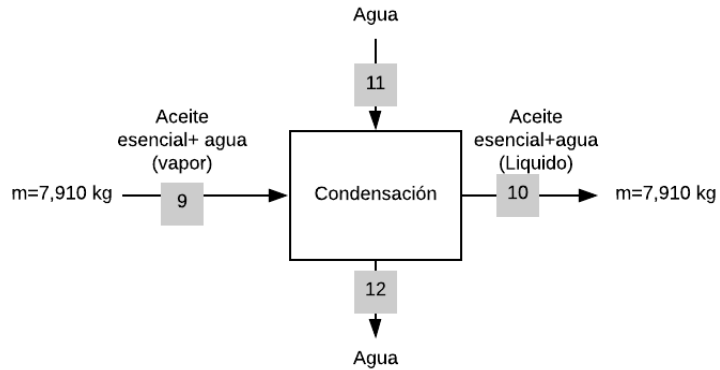 Agua
11
Aceite
esencial+ agua
(vapor)
Aceite
esencial+agua
(Liquido)
m=7,910 kg
9
Condensación
10
m=7,910 kg
12
Agua